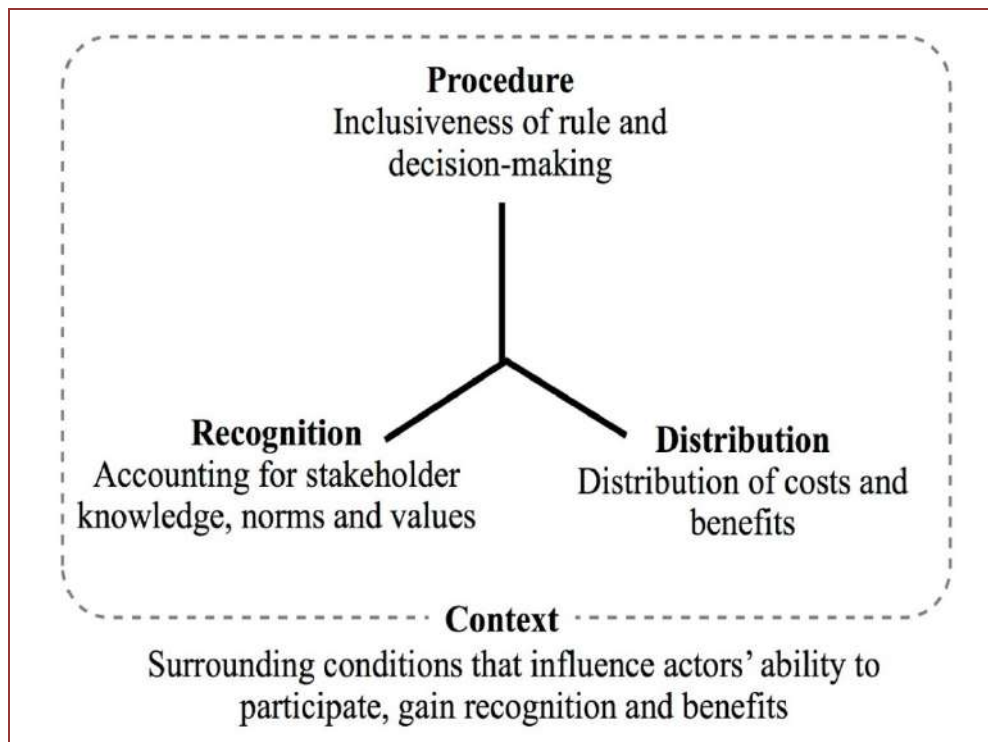 Procedure
Inclusiveness of rule and
decision-making
Recognition
Accounting for stakeholder
knowledge, norms and values
Distribution
Distribution of costs and
benefits
Context
Surrounding conditions that influence actors’ ability to
participate, gain recognition and benefits